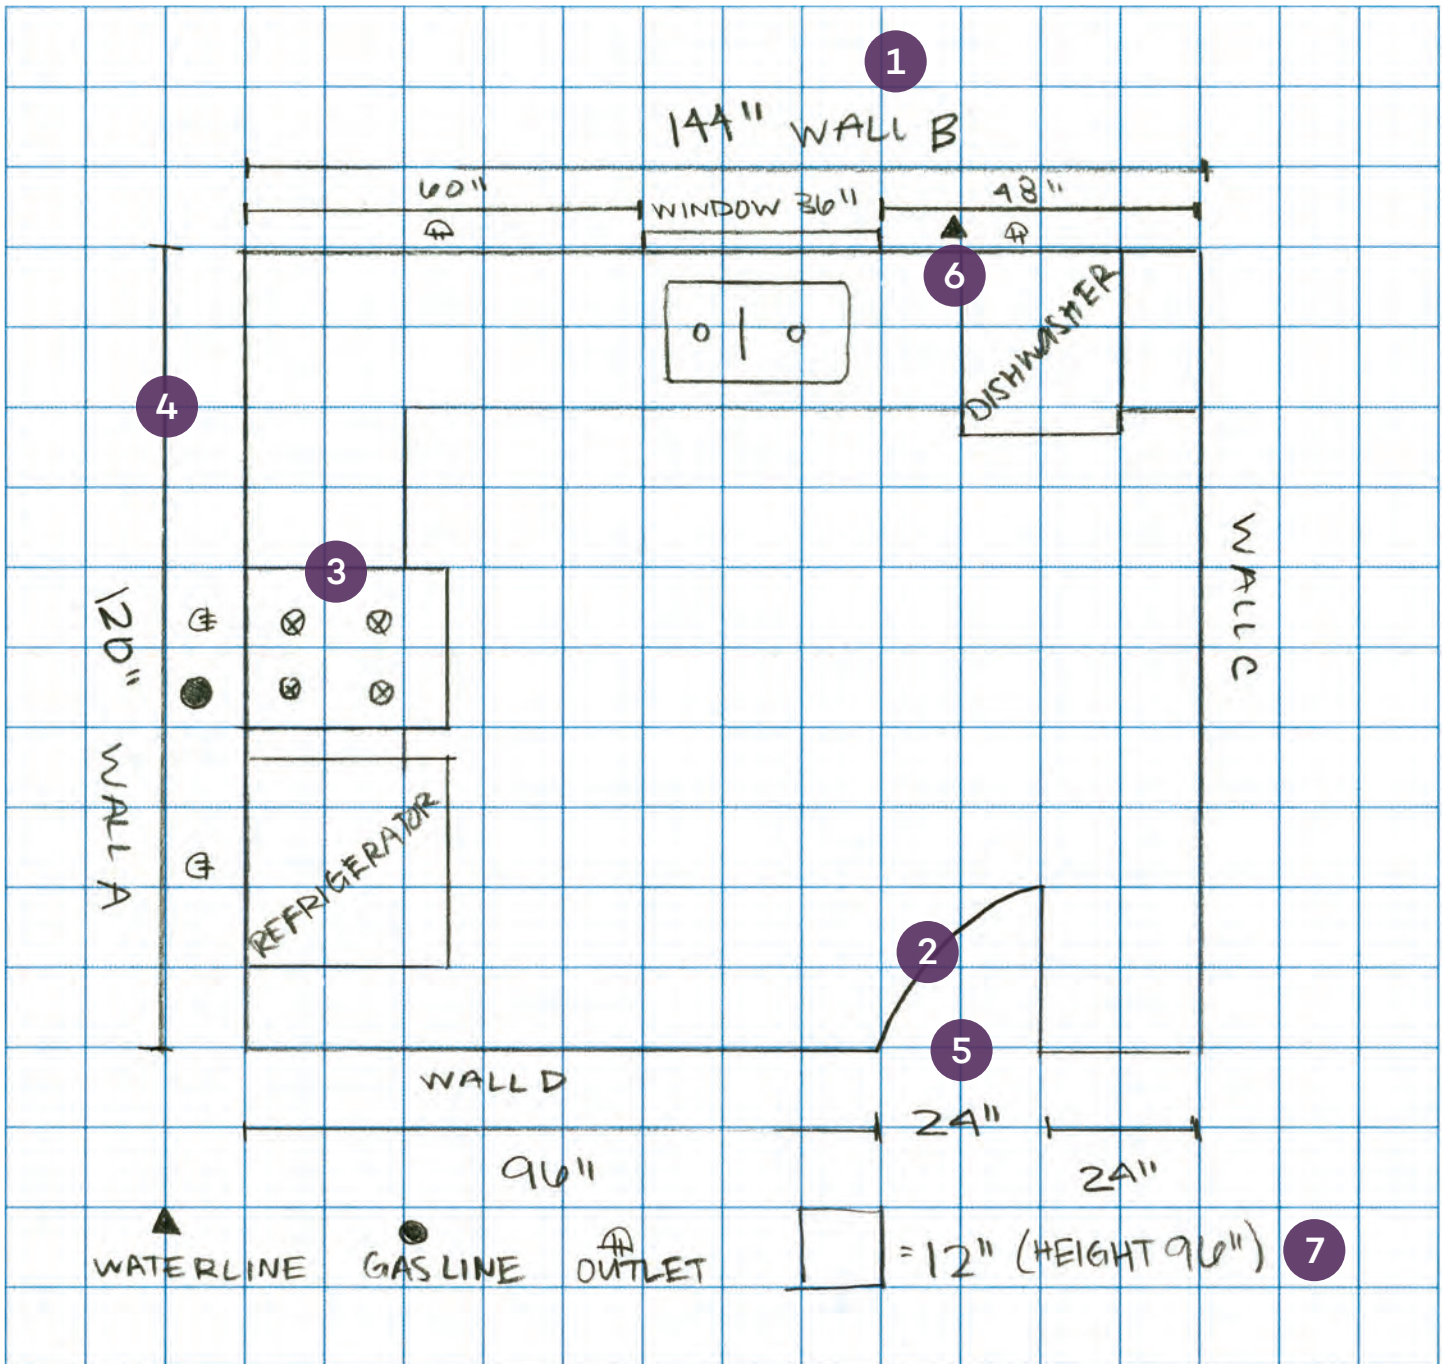 1
144" WALL B
60"
WINDOW 36"
48"
6
DISHWASHER
4
3
WALL C
120"
WALL A
REFRIGERATOR
2
5
WALL D
24"
96"
24"
WATERLINE
GAS LINE
OUTLET
= 12" (HEIGHT 96")
7